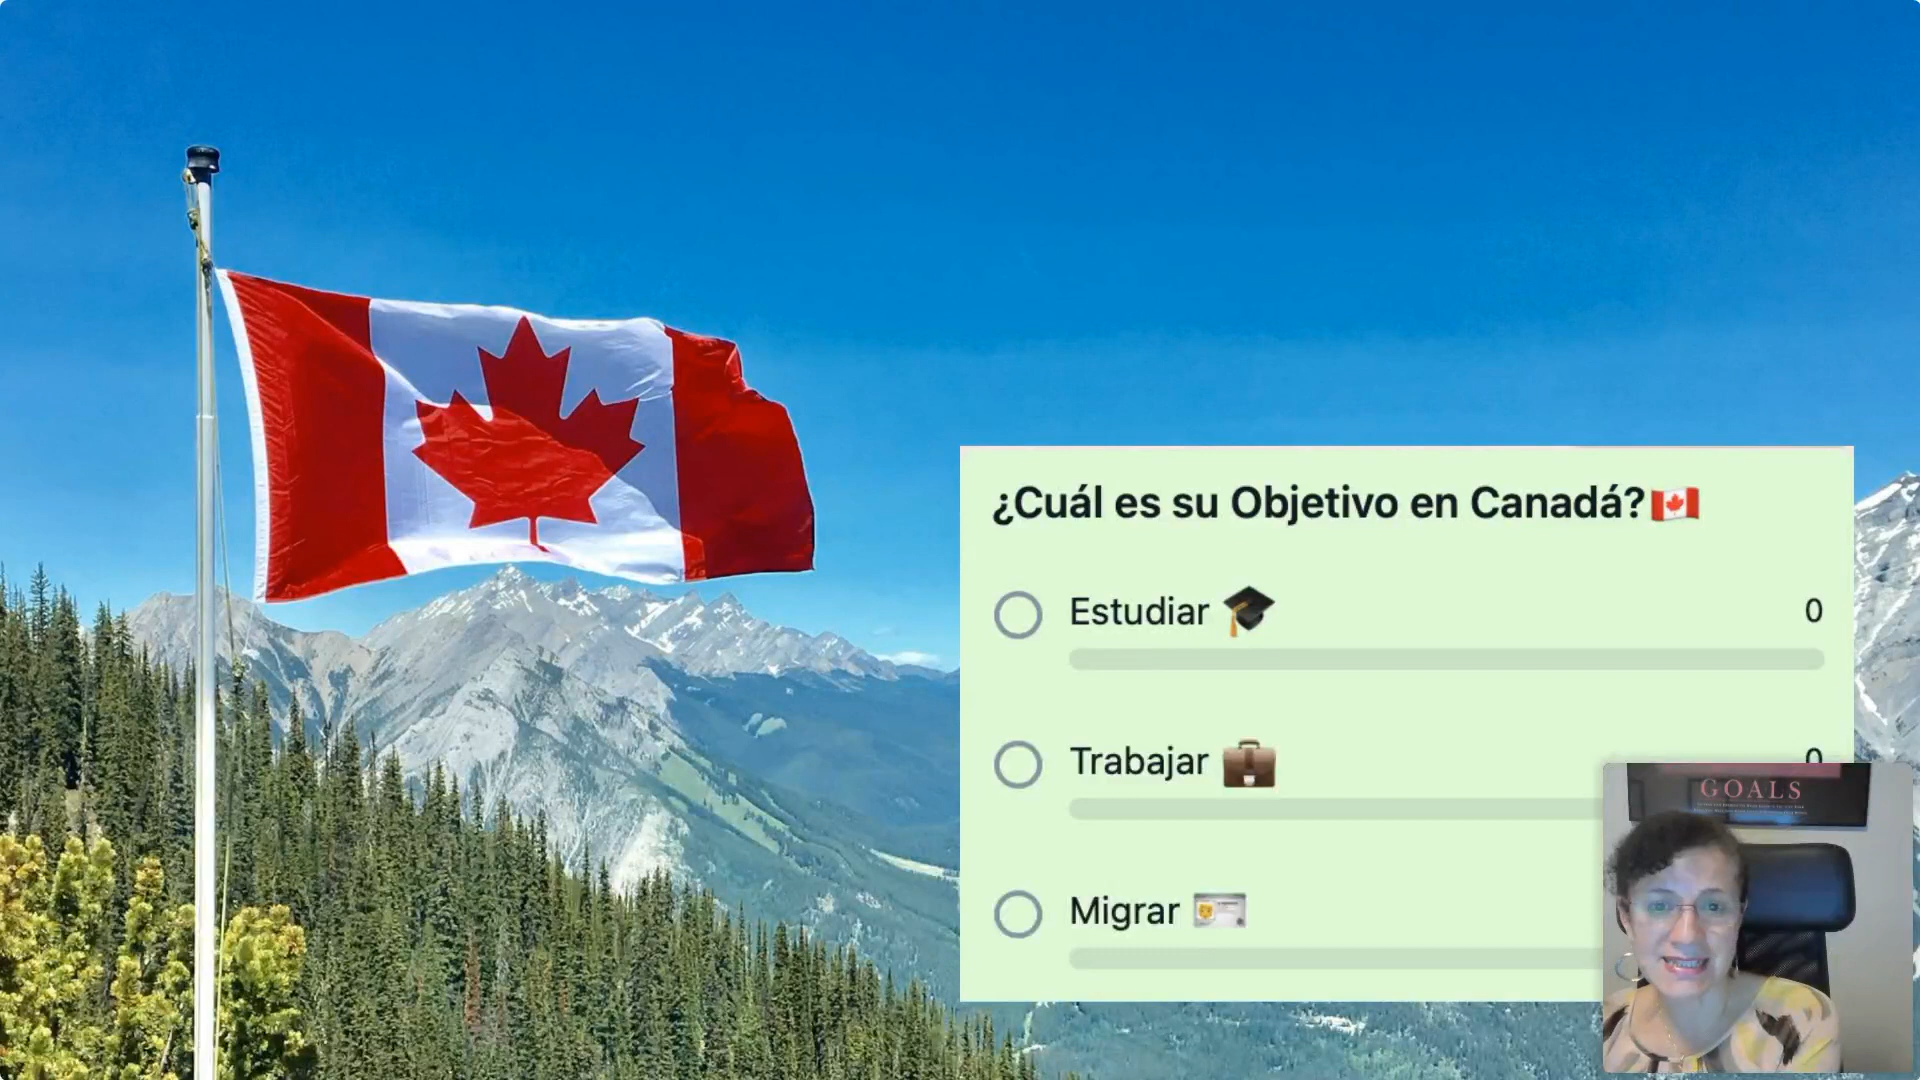 ¿Cuál es su Objetivo en Canadá?🇨🇦
Estudiar 🎓 0
Trabajar 💼 0
Migrar 🪪
GOALS